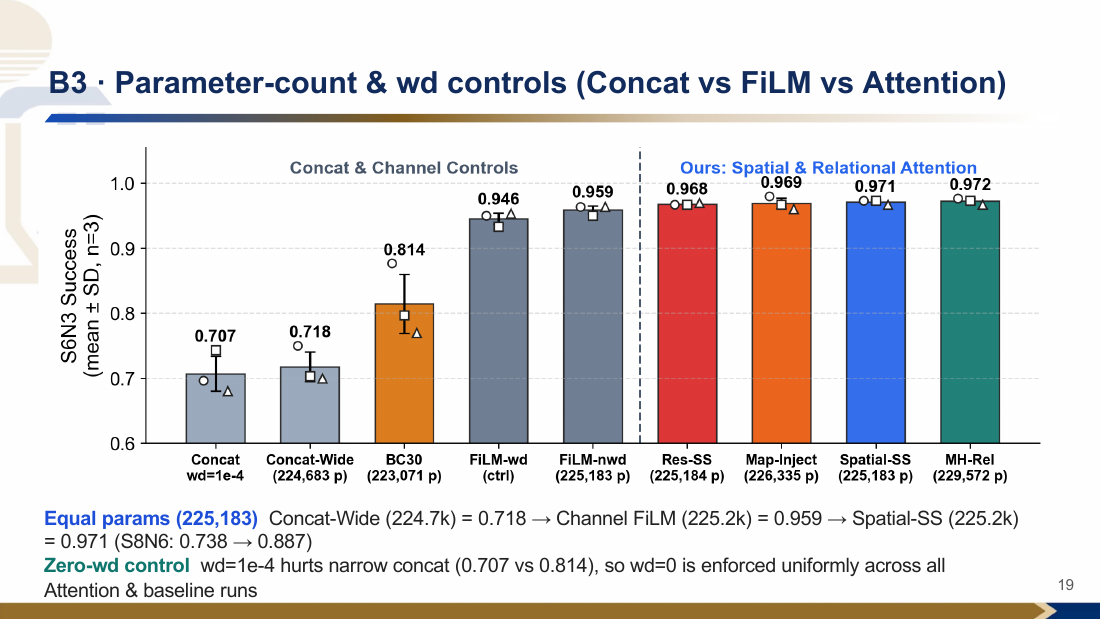 B3 · Parameter-count & wd controls (Concat vs FiLM vs Attention)
Concat & Channel Controls
Ours: Spatial & Relational Attention
S6N3 Success
(mean ± SD, n=3)
1.0
0.9
0.8
0.7
0.6
0.707
0.718
0.814
0.946
0.959
0.968
0.969
0.971
0.972
Concat
wd=1e-4
Concat-Wide
(224,683 p)
BC30
(223,071 p)
FiLM-wd
(ctrl)
FiLM-nwd
(225,183 p)
Res-SS
(225,184 p)
Map-Inject
(226,335 p)
Spatial-SS
(225,183 p)
MH-Rel
(229,572 p)
Equal params (225,183) Concat-Wide (224.7k) = 0.718 → Channel FiLM (225.2k) = 0.959 → Spatial-SS (225.2k)
= 0.971 (S8N6: 0.738 → 0.887)
Zero-wd control wd=1e-4 hurts narrow concat (0.707 vs 0.814), so wd=0 is enforced uniformly across all
Attention & baseline runs
19